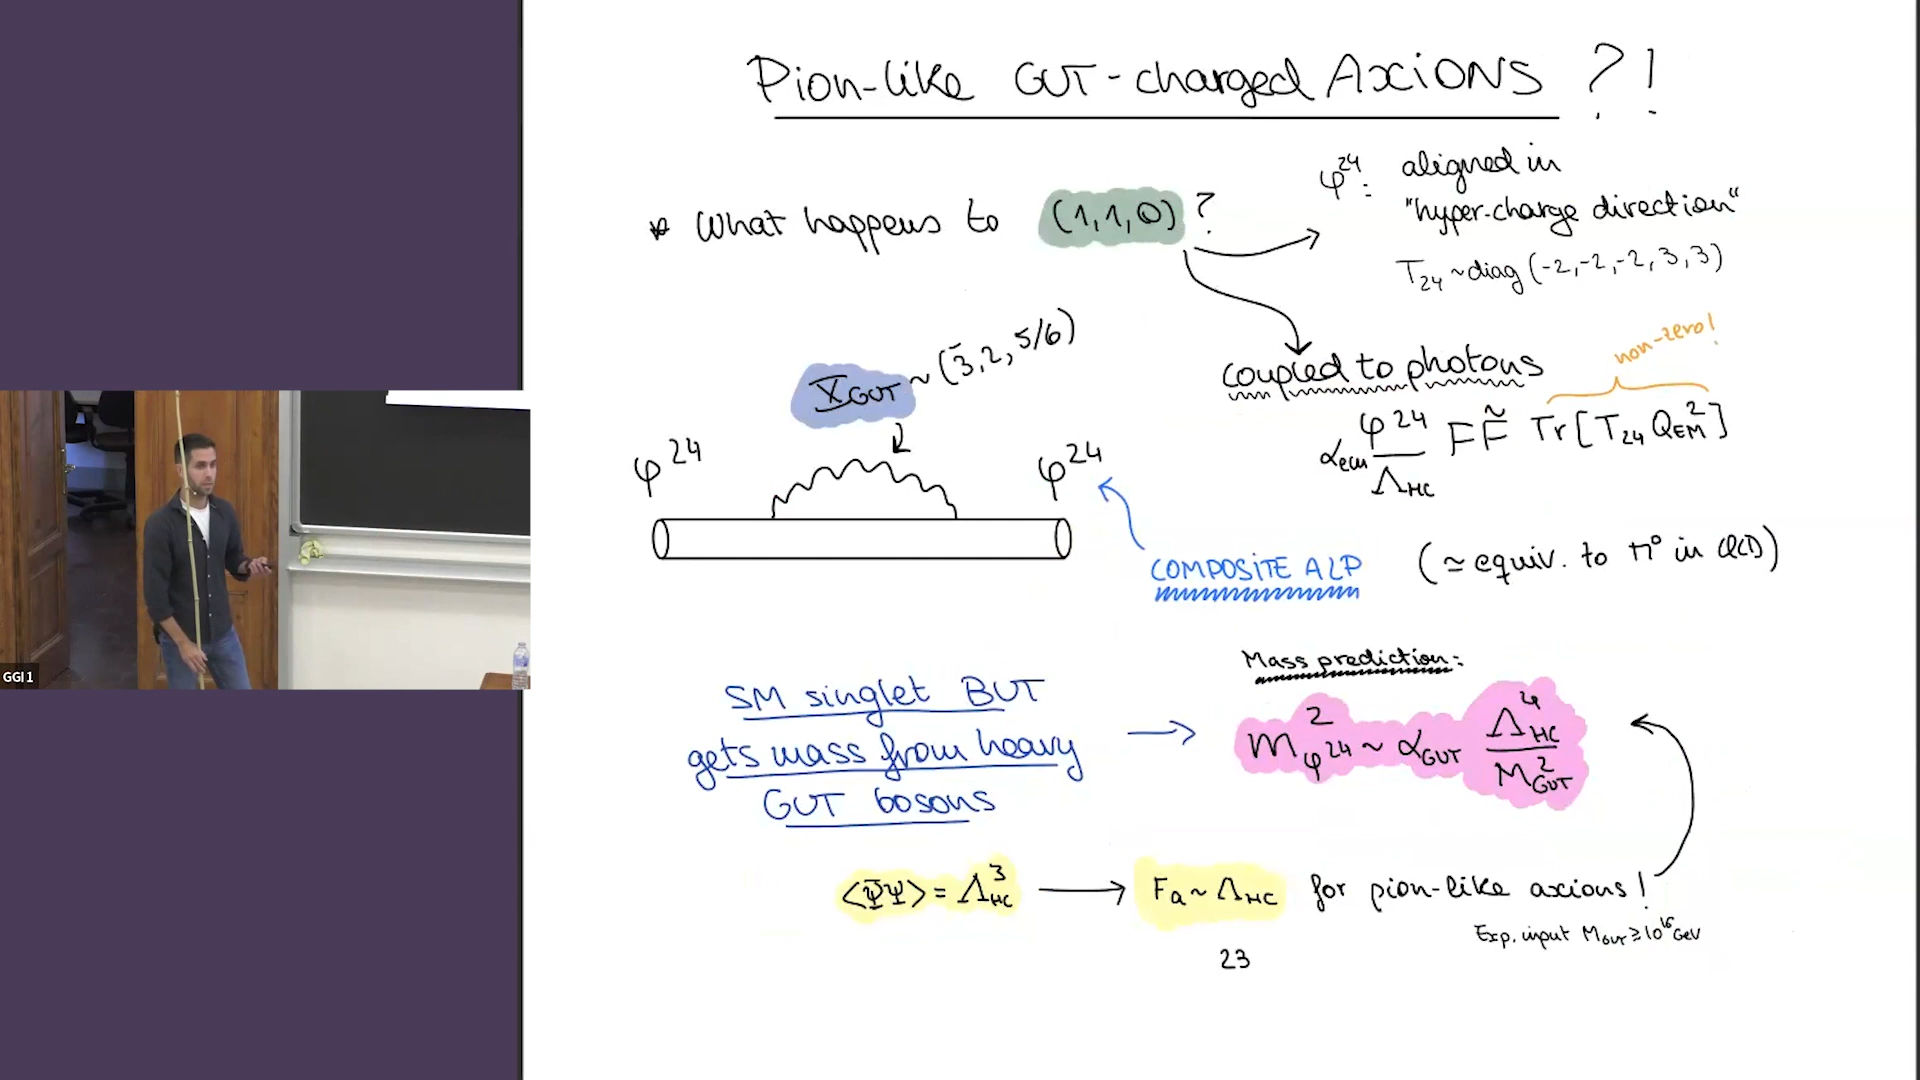 Pion-like GUT-charged AXIONS ?!
* What happens to (1,1,0)?
φ²⁴: aligned in
"hyper-charge direction"
T₂₄ ~ diag (-2,-2,-2,3,3)
X_GUT ~ (3̄,2,5/6)
φ²⁴
φ²⁴
COMPOSITE ALP
coupled to photons
non-zero!
α_em φ²⁴/Λ_HC F F̃ Tr[T₂₄ Q_EM²]
(≃ equiv. to π⁰ in QCD)
SM singlet BUT
gets mass from heavy
GUT bosons
→
Mass prediction:
m²_φ²⁴ ~ α_GUT Λ⁴_HC / M²_GUT
⟨Ψ̄Ψ⟩ = Λ³_HC → Fₐ ~ Λ_HC for pion-like axions!
Exp. input M_GUT ≥ 10¹⁶ GeV
23
GGI 1